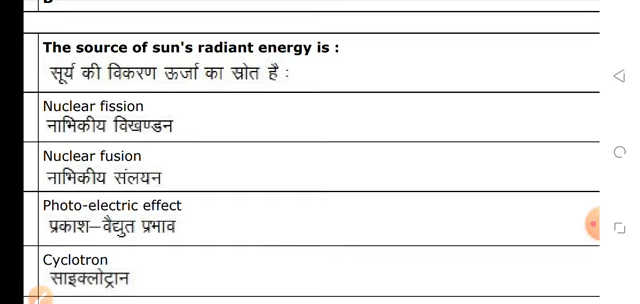 The source of sun's radiant energy is :
सूर्य की विकरण ऊर्जा का स्रोत है :
Nuclear fission
नाभिकीय विखण्डन
Nuclear fusion
नाभिकीय संलयन
Photo-electric effect
प्रकाश–वैद्युत प्रभाव
Cyclotron
साइक्लोट्रान